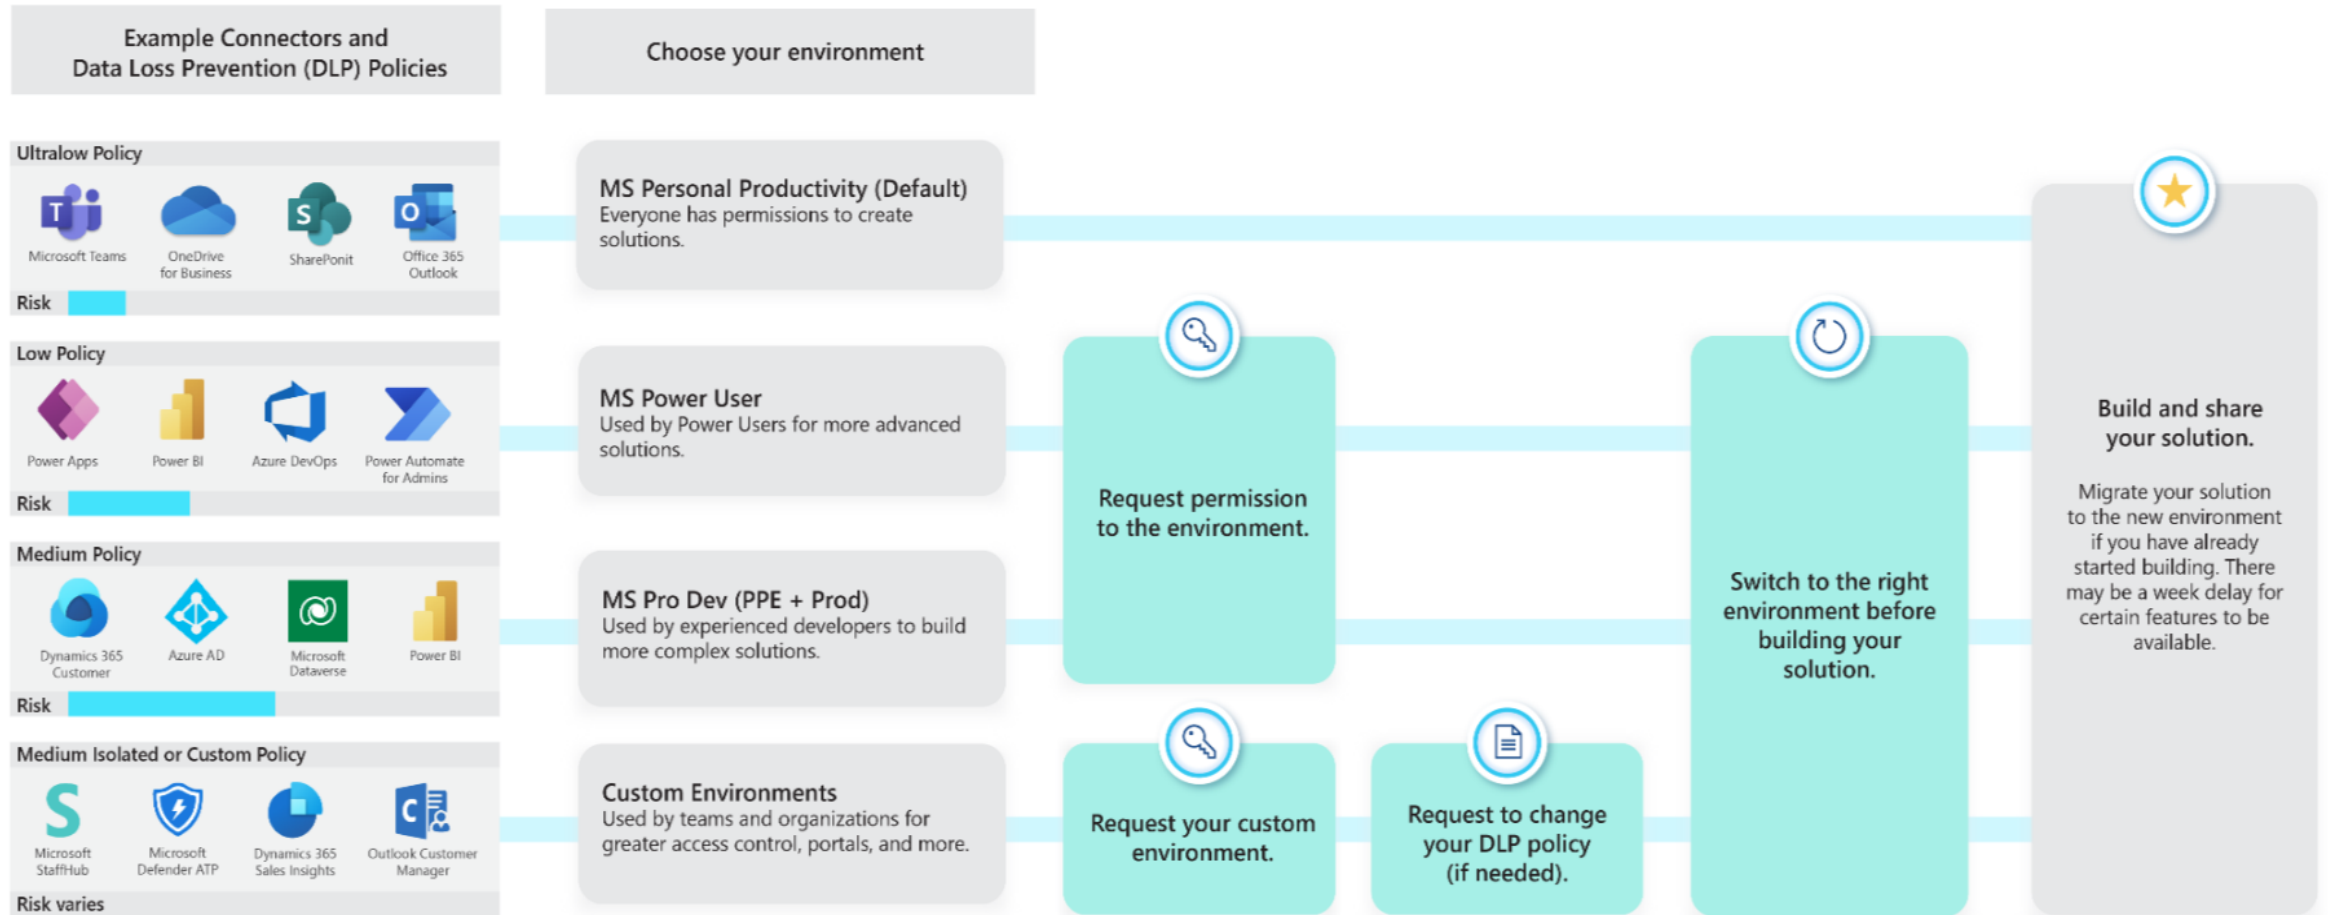 Example Connectors and
Data Loss Prevention (DLP) Policies
Choose your environment
Ultralow Policy
T
S
O
Microsoft Teams
OneDrive
for Business
SharePonit
Office 365
Outlook
Risk
MS Personal Productivity (Default)
Everyone has permissions to create
solutions.
Low Policy
Power Apps
Power BI
Azure DevOps
Power Automate
for Admins
Risk
MS Power User
Used by Power Users for more advanced
solutions.
Medium Policy
Dynamics 365
Customer
Azure AD
Microsoft
Dataverse
Power BI
Risk
MS Pro Dev (PPE + Prod)
Used by experienced developers to build
more complex solutions.
Medium Isolated or Custom Policy
S
C
Microsoft
StaffHub
Microsoft
Defender ATP
Dynamics 365
Sales Insights
Outlook Customer
Manager
Risk varies
Custom Environments
Used by teams and organizations for
greater access control, portals, and more.
Request permission
to the environment.
Request your custom
environment.
Request to change
your DLP policy
(if needed).
Switch to the right
environment before
building your
solution.
Build and share
your solution.
Migrate your solution
to the new environment
if you have already
started building. There
may be a week delay for
certain features to be
available.